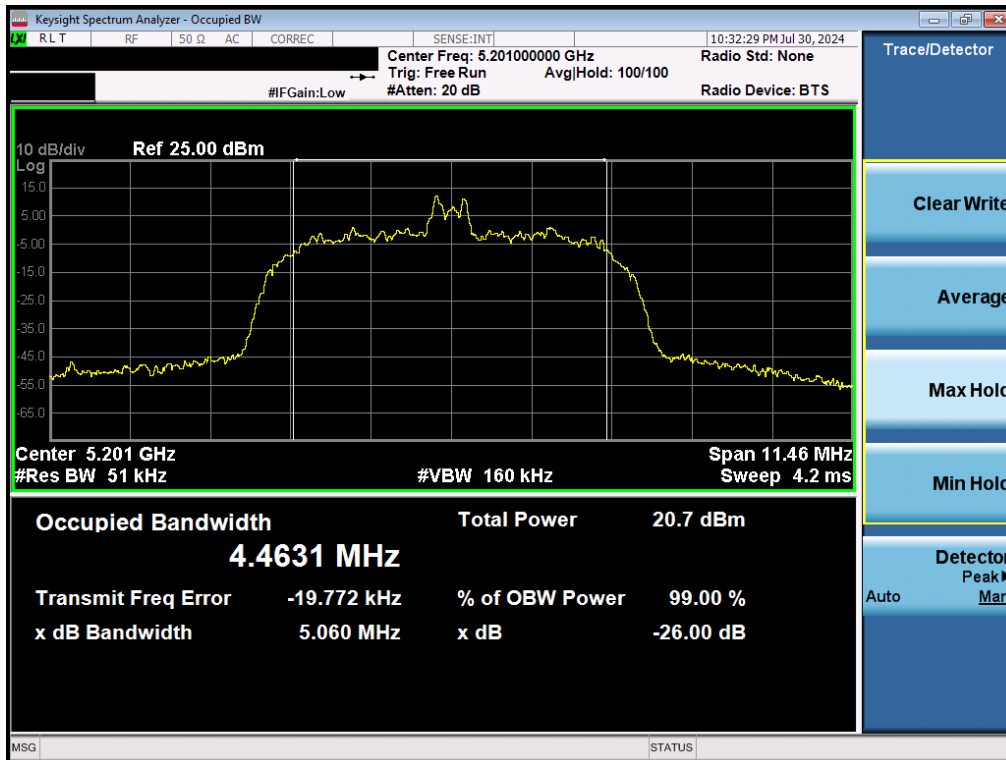 Keysight Spectrum Analyzer - Occupied BW
LXI RLT RF 50 Ω AC CORREC SENSE:INT 10:32:29 PM Jul 30, 2024
Center Freq: 5.201000000 GHz Radio Std: None
Trig: Free Run Avg|Hold: 100/100
#IFGain:Low #Atten: 20 dB Radio Device: BTS
10 dB/div Ref 25.00 dBm
Log
15.0
5.00
-5.00
-15.0
-25.0
-35.0
-45.0
-55.0
-65.0
Center 5.201 GHz Span 11.46 MHz
#Res BW 51 kHz #VBW 160 kHz Sweep 4.2 ms
Occupied Bandwidth Total Power 20.7 dBm
4.4631 MHz
Transmit Freq Error -19.772 kHz % of OBW Power 99.00 %
x dB Bandwidth 5.060 MHz x dB -26.00 dB
MSG STATUS
Trace/Detector
Clear Write
Average
Max Hold
Min Hold
Detector
Peak
Auto Man